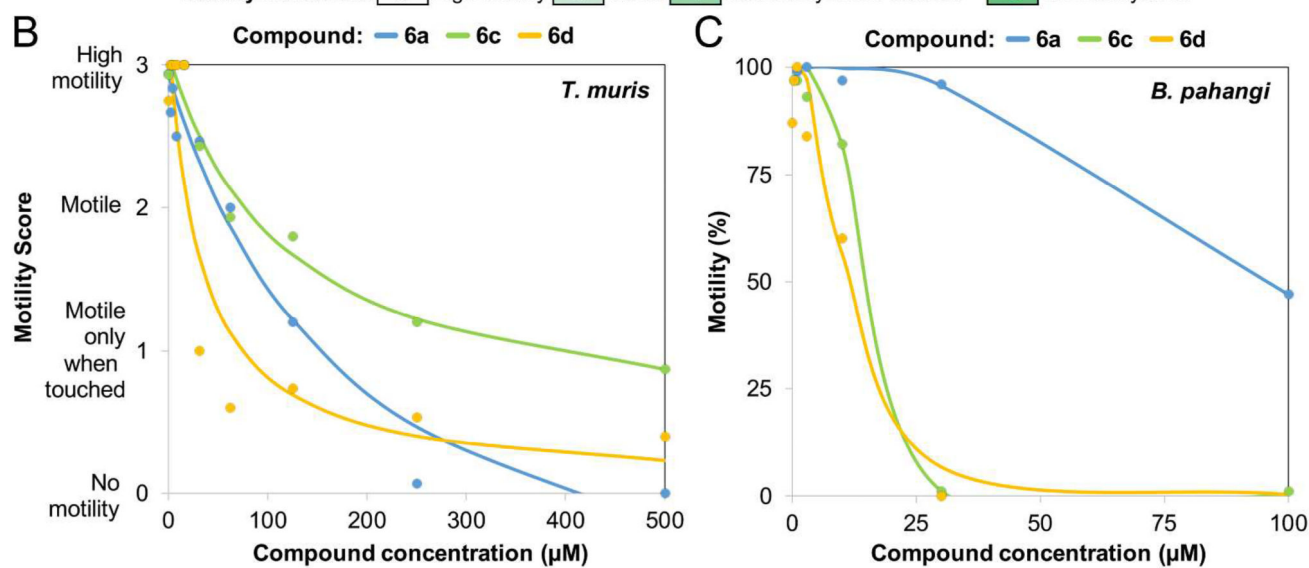 B
Compound: 6a 6c 6d
T. muris
High
motility
Motile
Motile
only
when
touched
No
motility
Motility Score
3
2
1
0
0 100 200 300 400 500
Compound concentration (µM)
C
Compound: 6a 6c 6d
B. pahangi
Motility (%)
100
75
50
25
0
0 25 50 75 100
Compound concentration (µM)